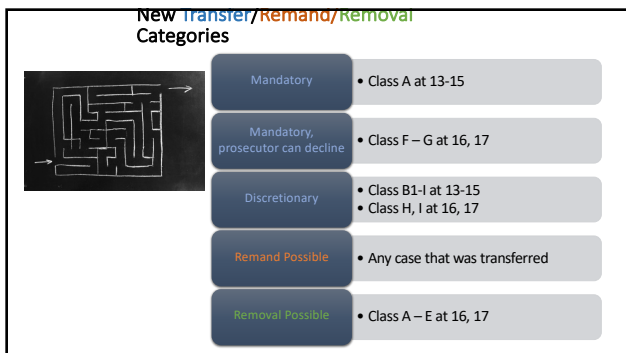 New Transfer/Remand/Removal
Categories
Mandatory
• Class A at 13-15
Mandatory,
prosecutor can decline
• Class F – G at 16, 17
Discretionary
• Class B1-I at 13-15
• Class H, I at 16, 17
Remand Possible
• Any case that was transferred
Removal Possible
• Class A – E at 16, 17